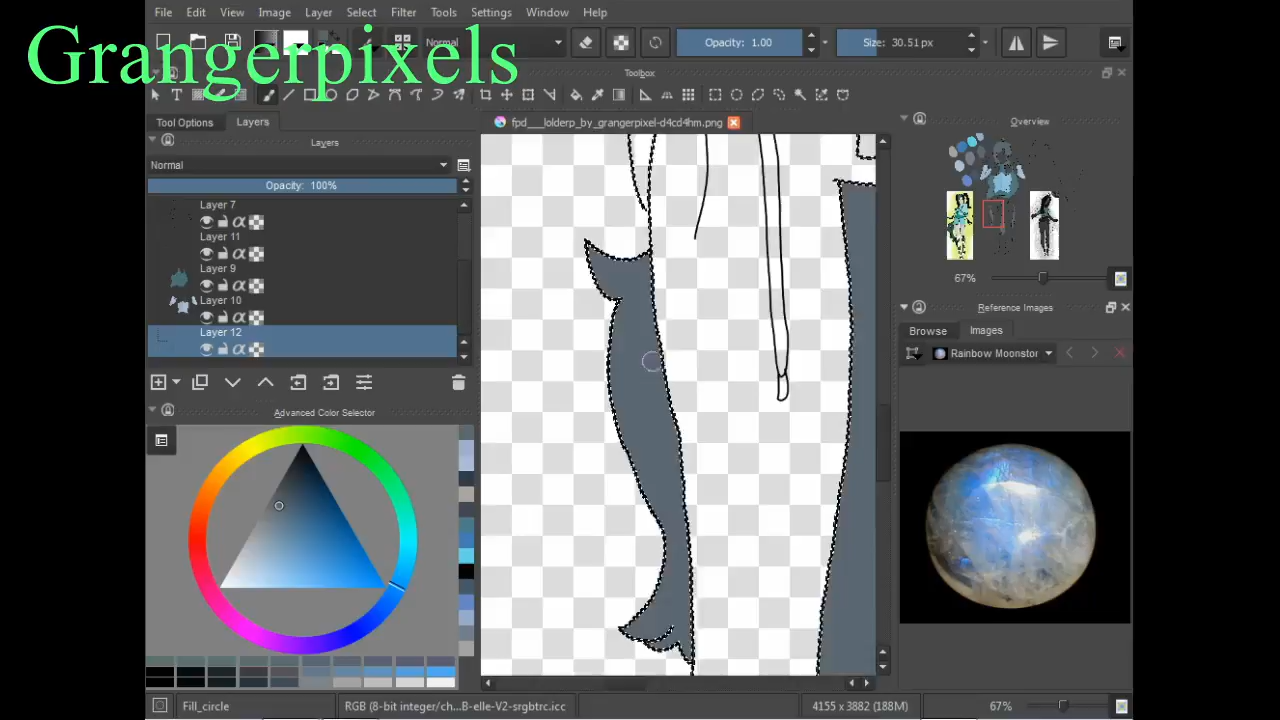 File Edit View Image Layer Select Filter Tools Settings Window Help
Grangerpixels
Normal
Opacity: 1.00
Size: 30.51 px
Toolbox
Tool Options
Layers
fpd___lolderp_by_grangerpixel-d4cd4hm.png
Overview
Layers
Normal
Opacity: 100%
Layer 7
Layer 11
Layer 9
Layer 10
Layer 12
67%
Reference Images
Browse
Images
Rainbow Moonstor
Advanced Color Selector
Fill_circle
RGB (8-bit integer/ch...B-elle-V2-srgbtrc.icc
4155 x 3882 (188M)
67%